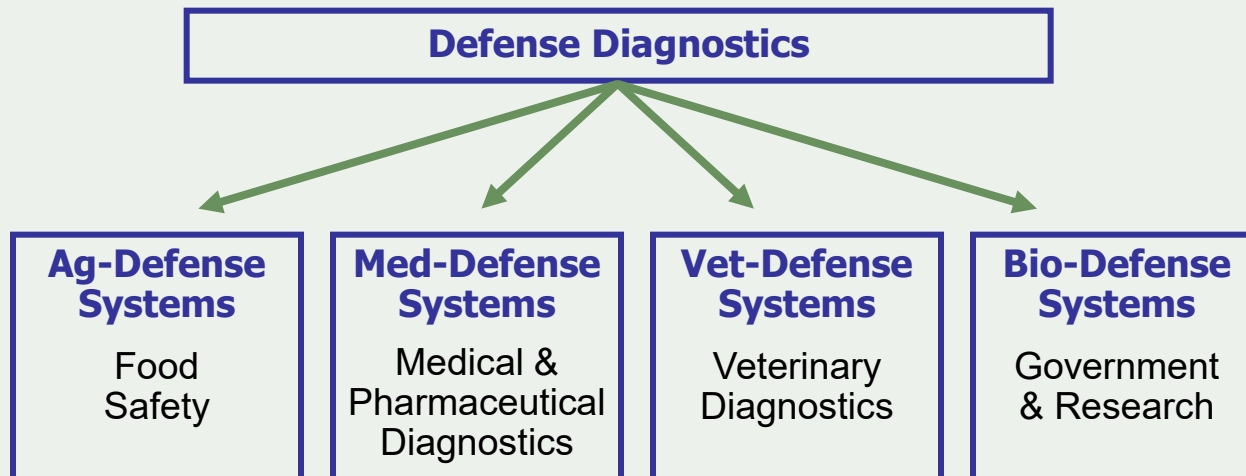 Defense Diagnostics
Ag-Defense
Systems
Food
Safety
Med-Defense
Systems
Medical &
Pharmaceutical
Diagnostics
Vet-Defense
Systems
Veterinary
Diagnostics
Bio-Defense
Systems
Government
& Research